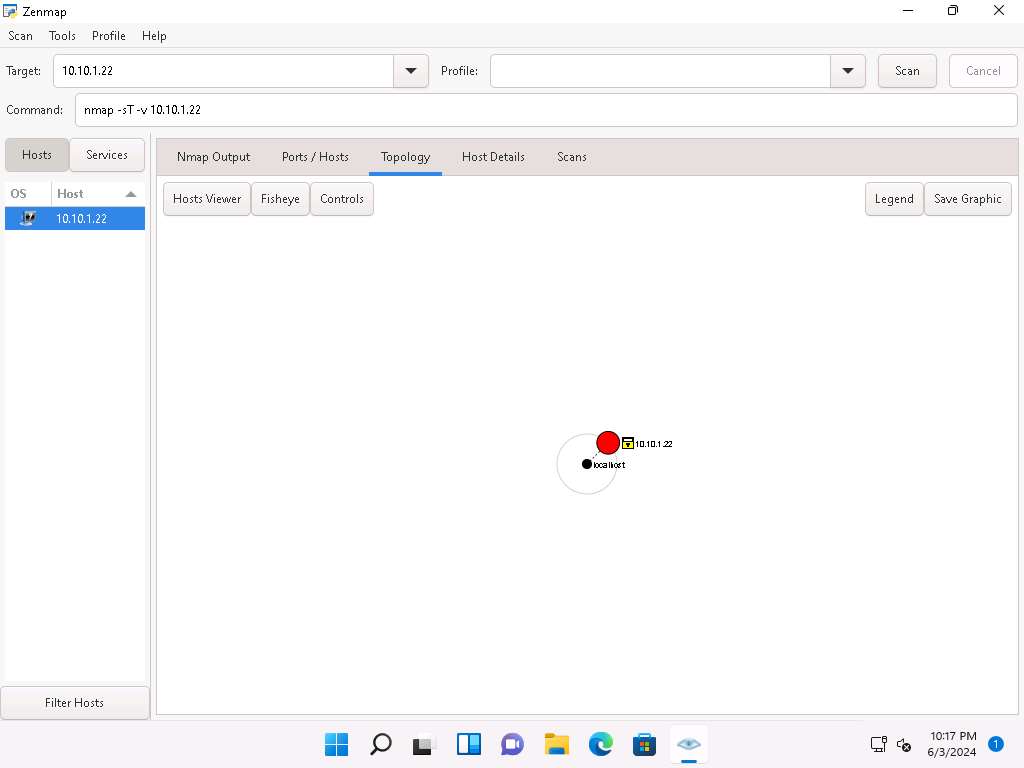 Zenmap
Scan Tools Profile Help
Target: 10.10.1.22 Profile: Scan Cancel
Command: nmap -sT -v 10.10.1.22
Hosts Services
Nmap Output Ports / Hosts Topology Host Details Scans
OS Host
Hosts Viewer Fisheye Controls Legend Save Graphic
10.10.1.22
10.10.1.22
localhost
Filter Hosts
10:17 PM
6/3/2024
1